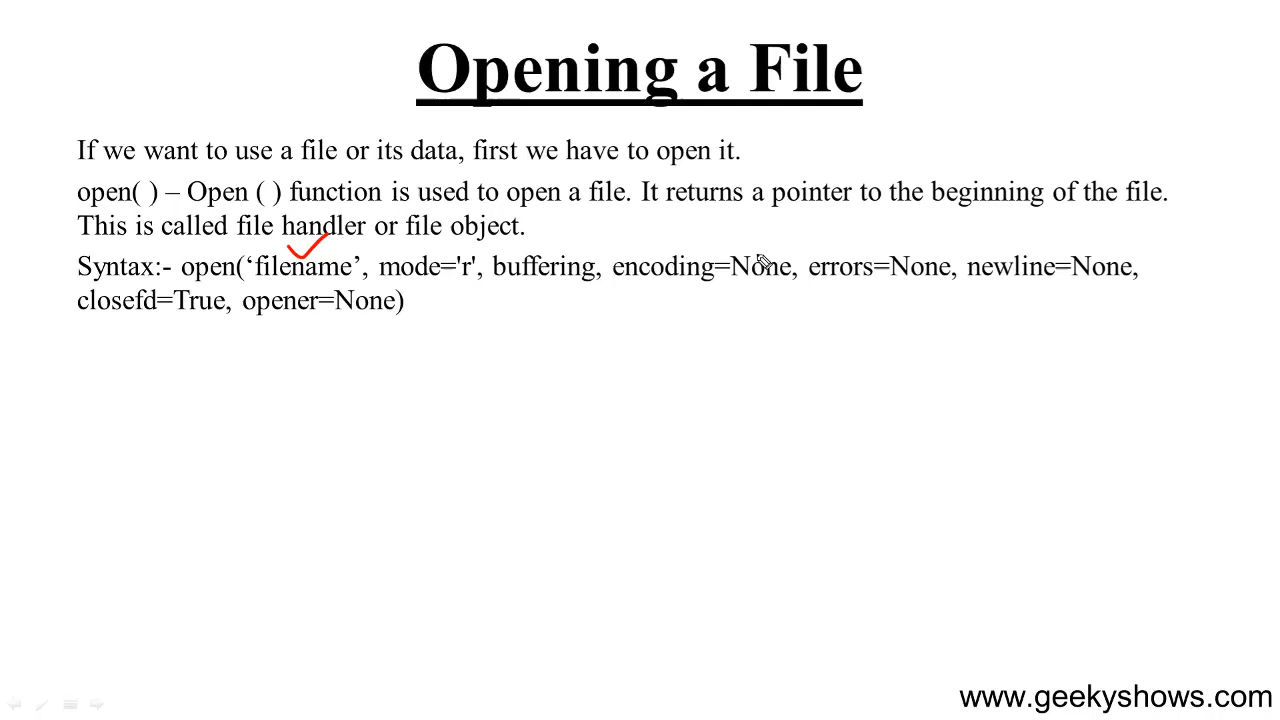 Opening a File
If we want to use a file or its data, first we have to open it.
open( ) – Open ( ) function is used to open a file. It returns a pointer to the beginning of the file.
This is called file handler or file object.
Syntax:- open(‘filename’, mode='r', buffering, encoding=None, errors=None, newline=None,
closefd=True, opener=None)
www.geekyshows.com